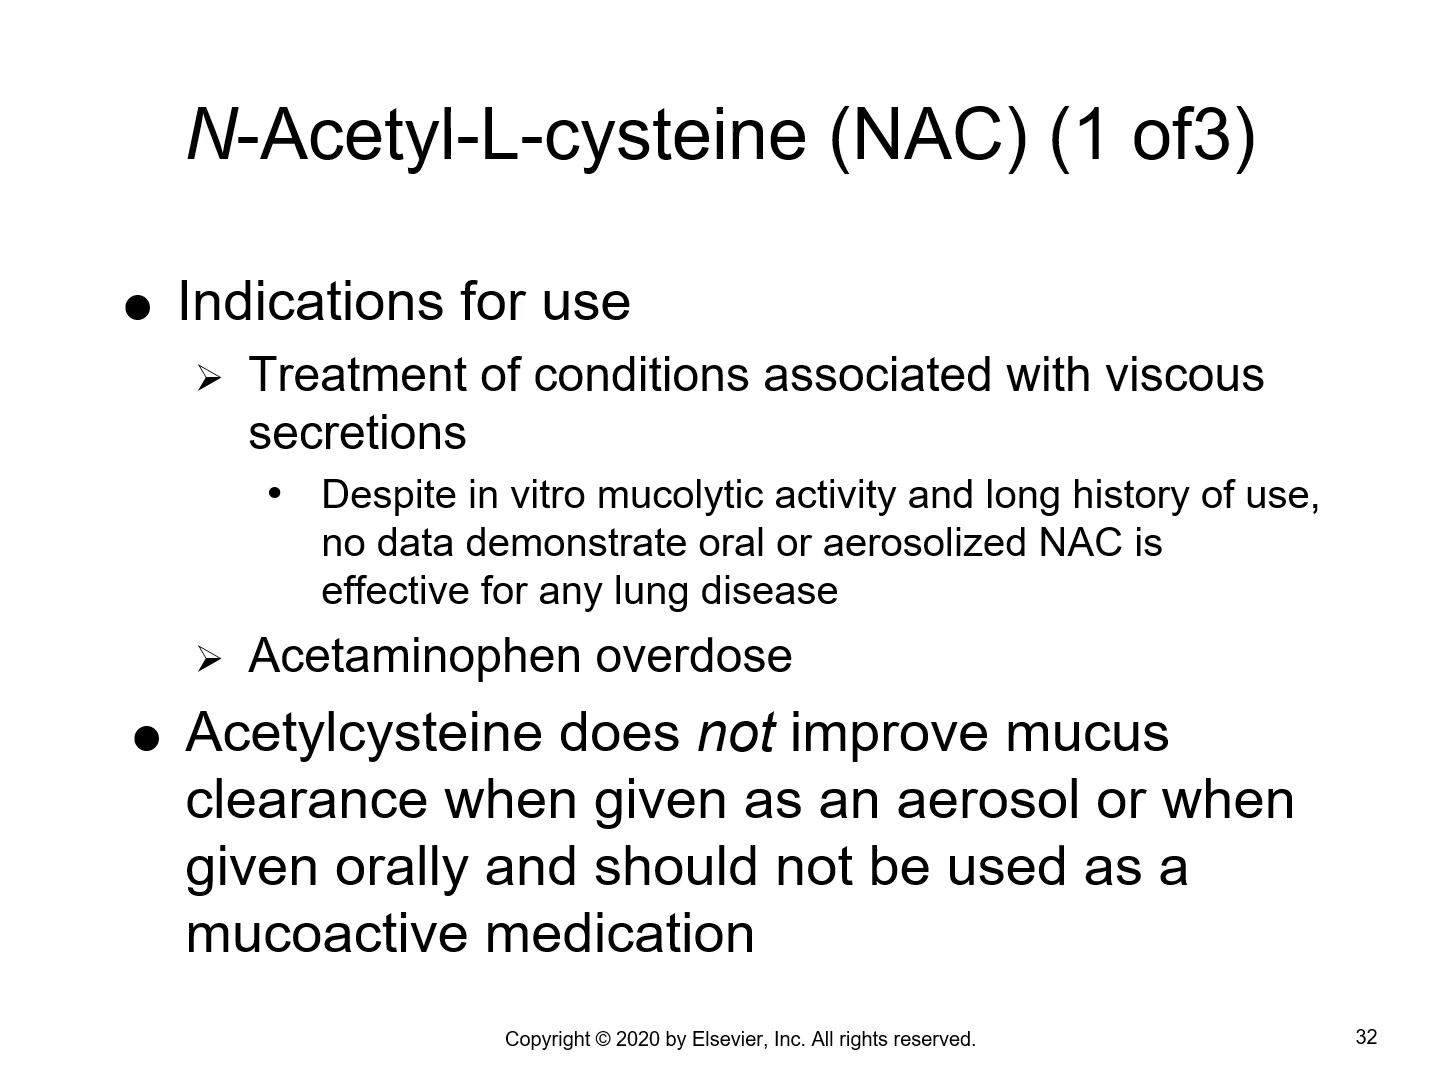 N-Acetyl-L-cysteine (NAC) (1 of3)
● Indications for use
➢ Treatment of conditions associated with viscous
secretions
• Despite in vitro mucolytic activity and long history of use,
no data demonstrate oral or aerosolized NAC is
effective for any lung disease
➢ Acetaminophen overdose
● Acetylcysteine does not improve mucus
clearance when given as an aerosol or when
given orally and should not be used as a
mucoactive medication
Copyright © 2020 by Elsevier, Inc. All rights reserved.
32